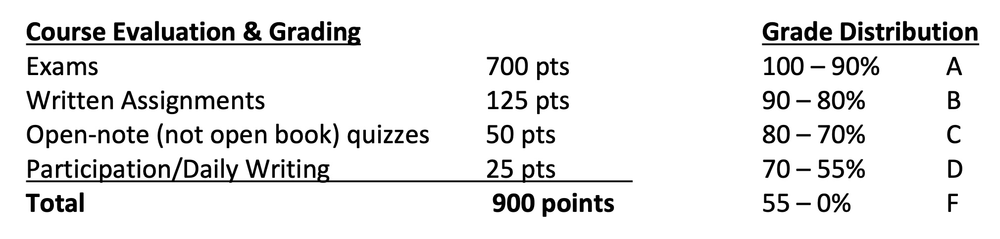 Course Evaluation & Grading
Exams 700 pts
Written Assignments 125 pts
Open-note (not open book) quizzes 50 pts
Participation/Daily Writing 25 pts
Total 900 points
Grade Distribution
100 – 90% A
90 – 80% B
80 – 70% C
70 – 55% D
55 – 0% F